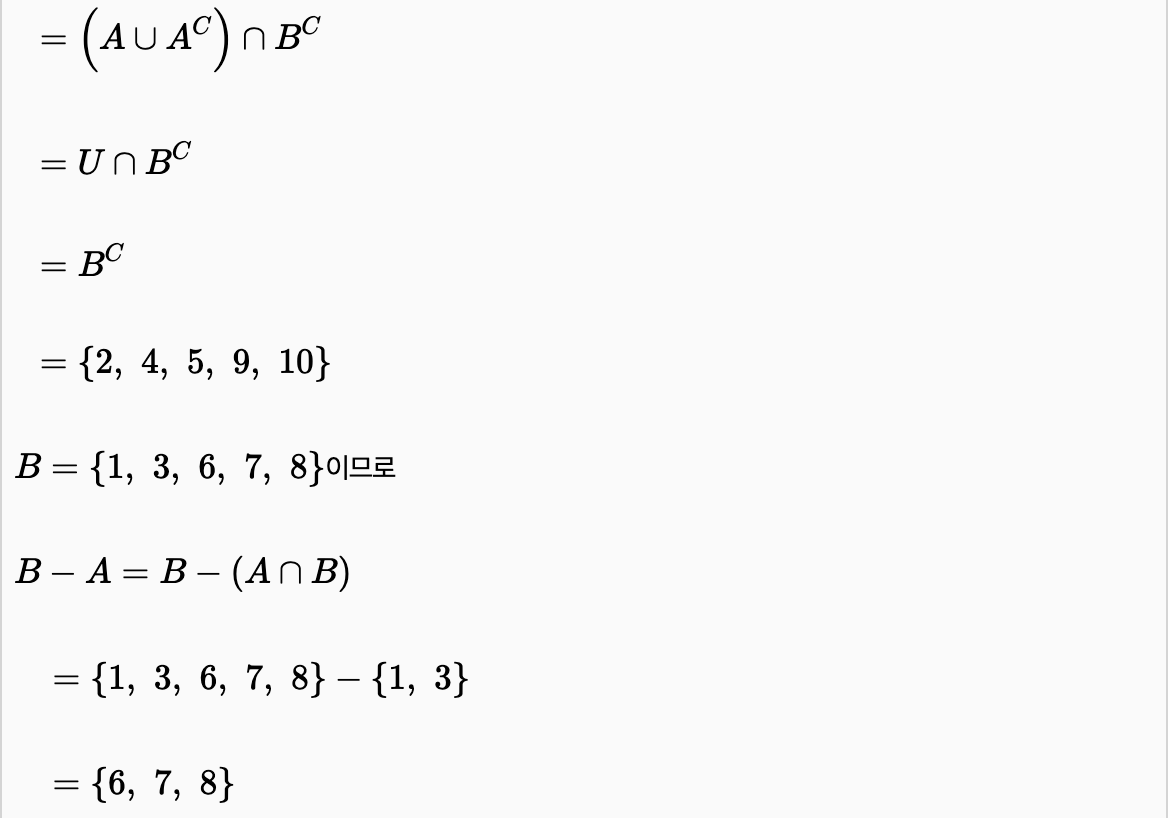 = (A ∪ A^C) ∩ B^C
= U ∩ B^C
= B^C
= {2, 4, 5, 9, 10}
B = {1, 3, 6, 7, 8}이므로
B − A = B − (A ∩ B)
= {1, 3, 6, 7, 8} − {1, 3}
= {6, 7, 8}